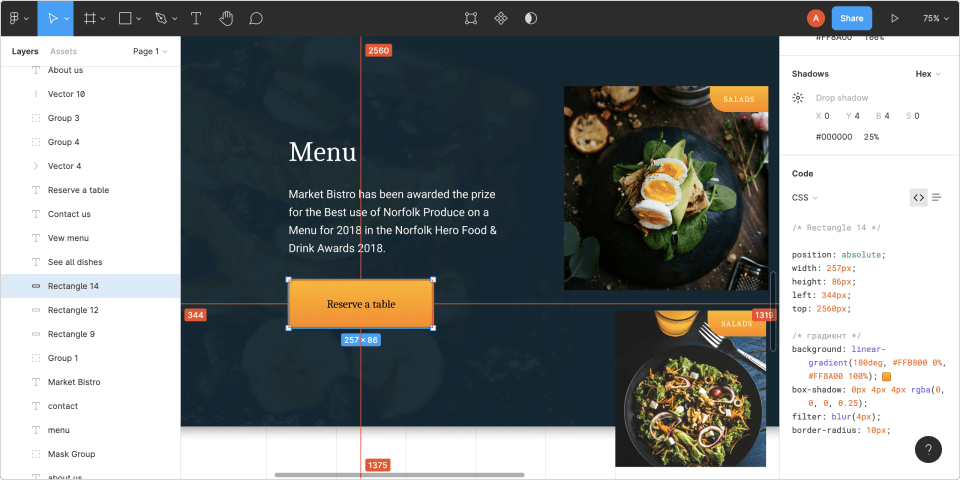 A
Share
75%
Layers
Assets
Page 1
About us
Vector 10
Group 3
Group 4
Vector 4
Reserve a table
Contact us
Vew menu
See all dishes
Rectangle 14
Rectangle 12
Rectangle 9
Group 1
Market Bistro
contact
menu
Mask Group
about us
2560
SALADS
Menu
Market Bistro has been awarded the prize
for the Best use of Norfolk Produce on a
Menu for 2018 in the Norfolk Hero Food &
Drink Awards 2018.
Reserve a table
344
1319
SALADS
257 × 86
1375
#FF8A00 100%
Shadows
Hex
Drop shadow
X 0 Y 4 B 4 S 0
#000000 25%
Code
CSS
/* Rectangle 14 */
position: absolute;
width: 257px;
height: 86px;
left: 344px;
top: 2560px;
/* градиент */
background: linear-
gradient(180deg, #FFB800 0%,
#FF8A00 100%);
box-shadow: 0px 4px 4px rgba(0,
0, 0, 0.25);
filter: blur(4px);
border-radius: 10px;
?